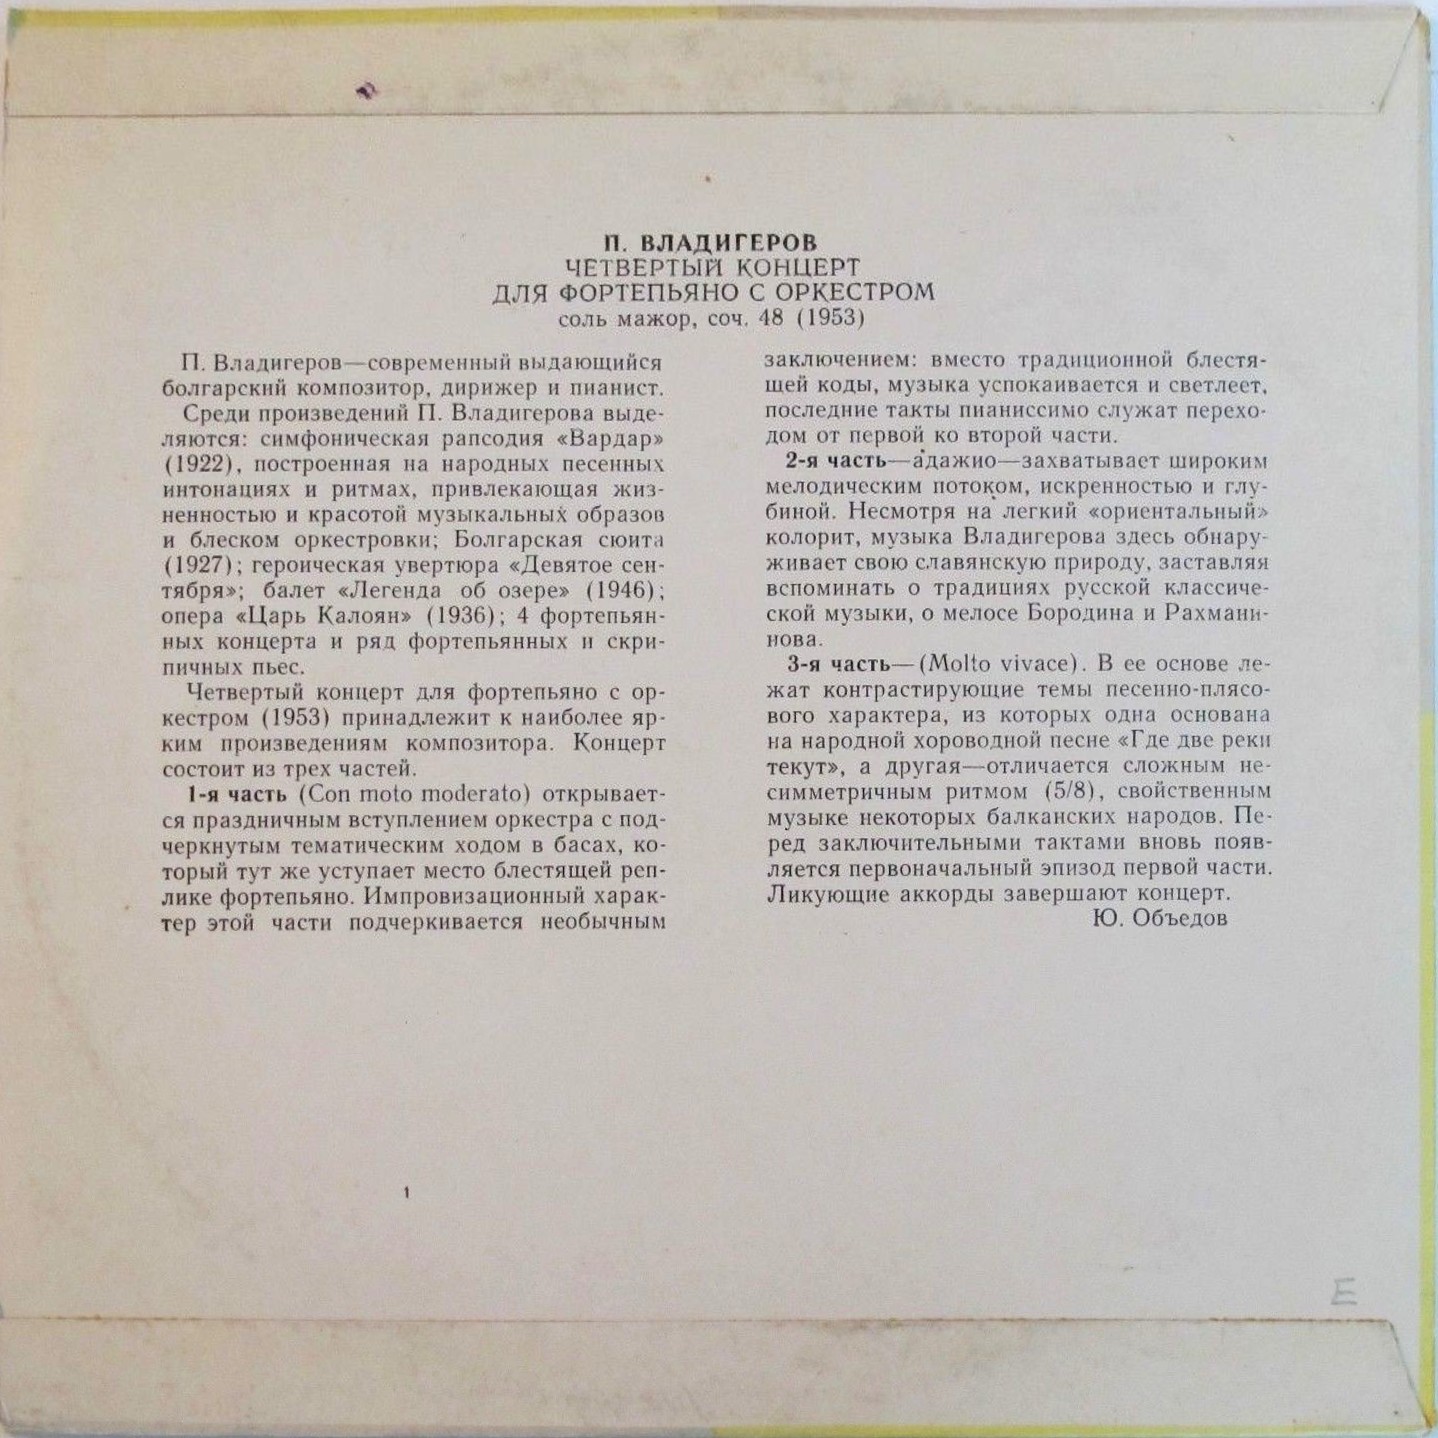 П. ВЛАДИГЕРОВ
ЧЕТВЕРТЫЙ КОНЦЕРТ
ДЛЯ ФОРТЕПЬЯНО С ОРКЕСТРОМ
соль мажор, соч. 48 (1953)
П. Владигеров—современный выдающийся
болгарский композитор, дирижер и пианист.
Среди произведений П. Владигерова выде-
ляются: симфоническая рапсодия «Вардар»
(1922), построенная на народных песенных
интонациях и ритмах, привлекающая жиз-
ненностью и красотой музыкальных образов
и блеском оркестровки; Болгарская сюита
(1927); героическая увертюра «Девятое сен-
тября»; балет «Легенда об озере» (1946);
опера «Царь Калоян» (1936); 4 фортепьян-
ных концерта и ряд фортепьянных и скри-
пичных пьес.
Четвертый концерт для фортепьяно с ор-
кестром (1953) принадлежит к наиболее яр-
ким произведениям композитора. Концерт
состоит из трех частей.
1-я часть (Con moto moderato) открывает-
ся праздничным вступлением оркестра с под-
черкнутым тематическим ходом в басах, ко-
торый тут же уступает место блестящей реп-
лике фортепьяно. Импровизационный харак-
тер этой части подчеркивается необычным
заключением: вместо традиционной блестя-
щей коды, музыка успокаивается и светлеет,
последние такты пианиссимо служат перехо-
дом от первой ко второй части.
2-я часть—адажио—захватывает широким
мелодическим потоком, искренностью и глу-
биной. Несмотря на легкий «ориентальный»
колорит, музыка Владигерова здесь обнару-
живает свою славянскую природу, заставляя
вспоминать о традициях русской классиче-
ской музыки, о мелосе Бородина и Рахмани-
нова.
3-я часть—(Molto vivace). В ее основе ле-
жат контрастирующие темы песенно-плясо-
вого характера, из которых одна основана
на народной хороводной песне «Где две реки
текут», а другая—отличается сложным не-
симметричным ритмом (5/8), свойственным
музыке некоторых балканских народов. Пе-
ред заключительными тактами вновь появ-
ляется первоначальный эпизод первой части.
Ликующие аккорды завершают концерт.
Ю. Объедов
1
E